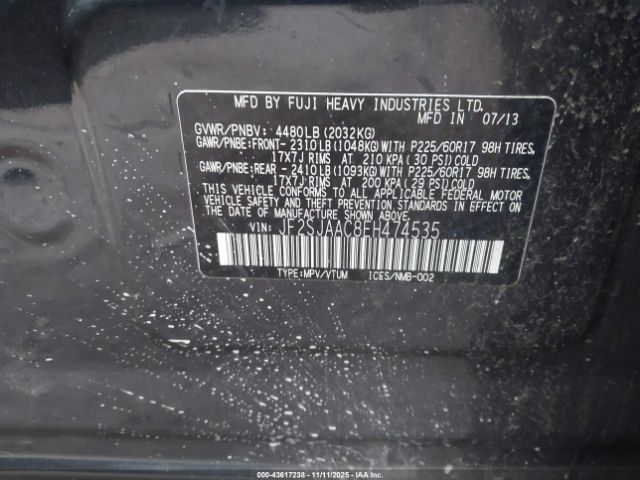 MFD BY FUJI HEAVY INDUSTRIES LTD.
MFD IN 07/13
GVWR/PNBV: 4480LB(2032KG)
GAWR/PNBE:FRONT- 2310LB(1048KG)WITH P225/60R17 98H TIRES,
17X7J RIMS AT 210 KPA(30 PSI)COLD
GAWR/PNBE:REAR - 2410LB(1093KG)WITH P225/60R17 98H TIRES,
17X7J RIMS AT 200 KPA(29 PSI)COLD
THIS VEHICLE CONFORMS TO ALL APPLICABLE FEDERAL MOTOR
VEHICLE SAFETY AND THEFT PREVENTION STANDARDS IN EFFECT
ON THE DATE OF MANUFACTURE SHOWN ABOVE.
VIN: JF2SJAAC8EH474535
TYPE:MPV/VTUM ICES/NMB-002
000-43617238 - 11/11/2025 - IAAI.COM